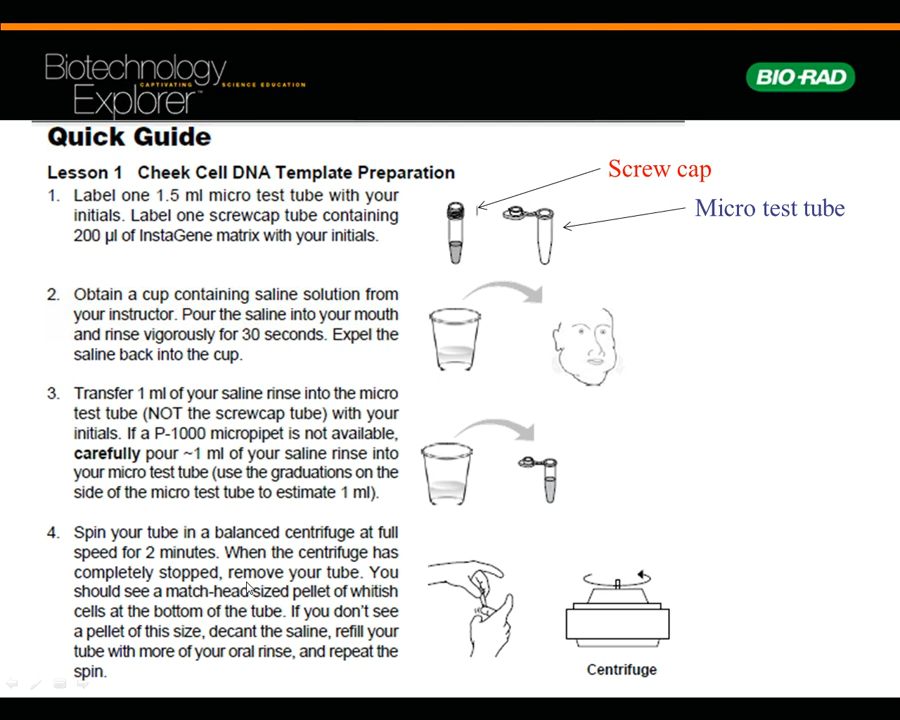 Biotechnology
CAPTIVATING SCIENCE EDUCATION
Explorer™
BIO-RAD
Quick Guide
Lesson 1 Cheek Cell DNA Template Preparation
Screw cap
Micro test tube
1. Label one 1.5 ml micro test tube with your
initials. Label one screwcap tube containing
200 µl of InstaGene matrix with your initials.
2. Obtain a cup containing saline solution from
your instructor. Pour the saline into your mouth
and rinse vigorously for 30 seconds. Expel the
saline back into the cup.
3. Transfer 1 ml of your saline rinse into the micro
test tube (NOT the screwcap tube) with your
initials. If a P-1000 micropipet is not available,
carefully pour ~1 ml of your saline rinse into
your micro test tube (use the graduations on the
side of the micro test tube to estimate 1 ml).
4. Spin your tube in a balanced centrifuge at full
speed for 2 minutes. When the centrifuge has
completely stopped, remove your tube. You
should see a match-head-sized pellet of whitish
cells at the bottom of the tube. If you don't see
a pellet of this size, decant the saline, refill your
tube with more of your oral rinse, and repeat the
spin.
Centrifuge